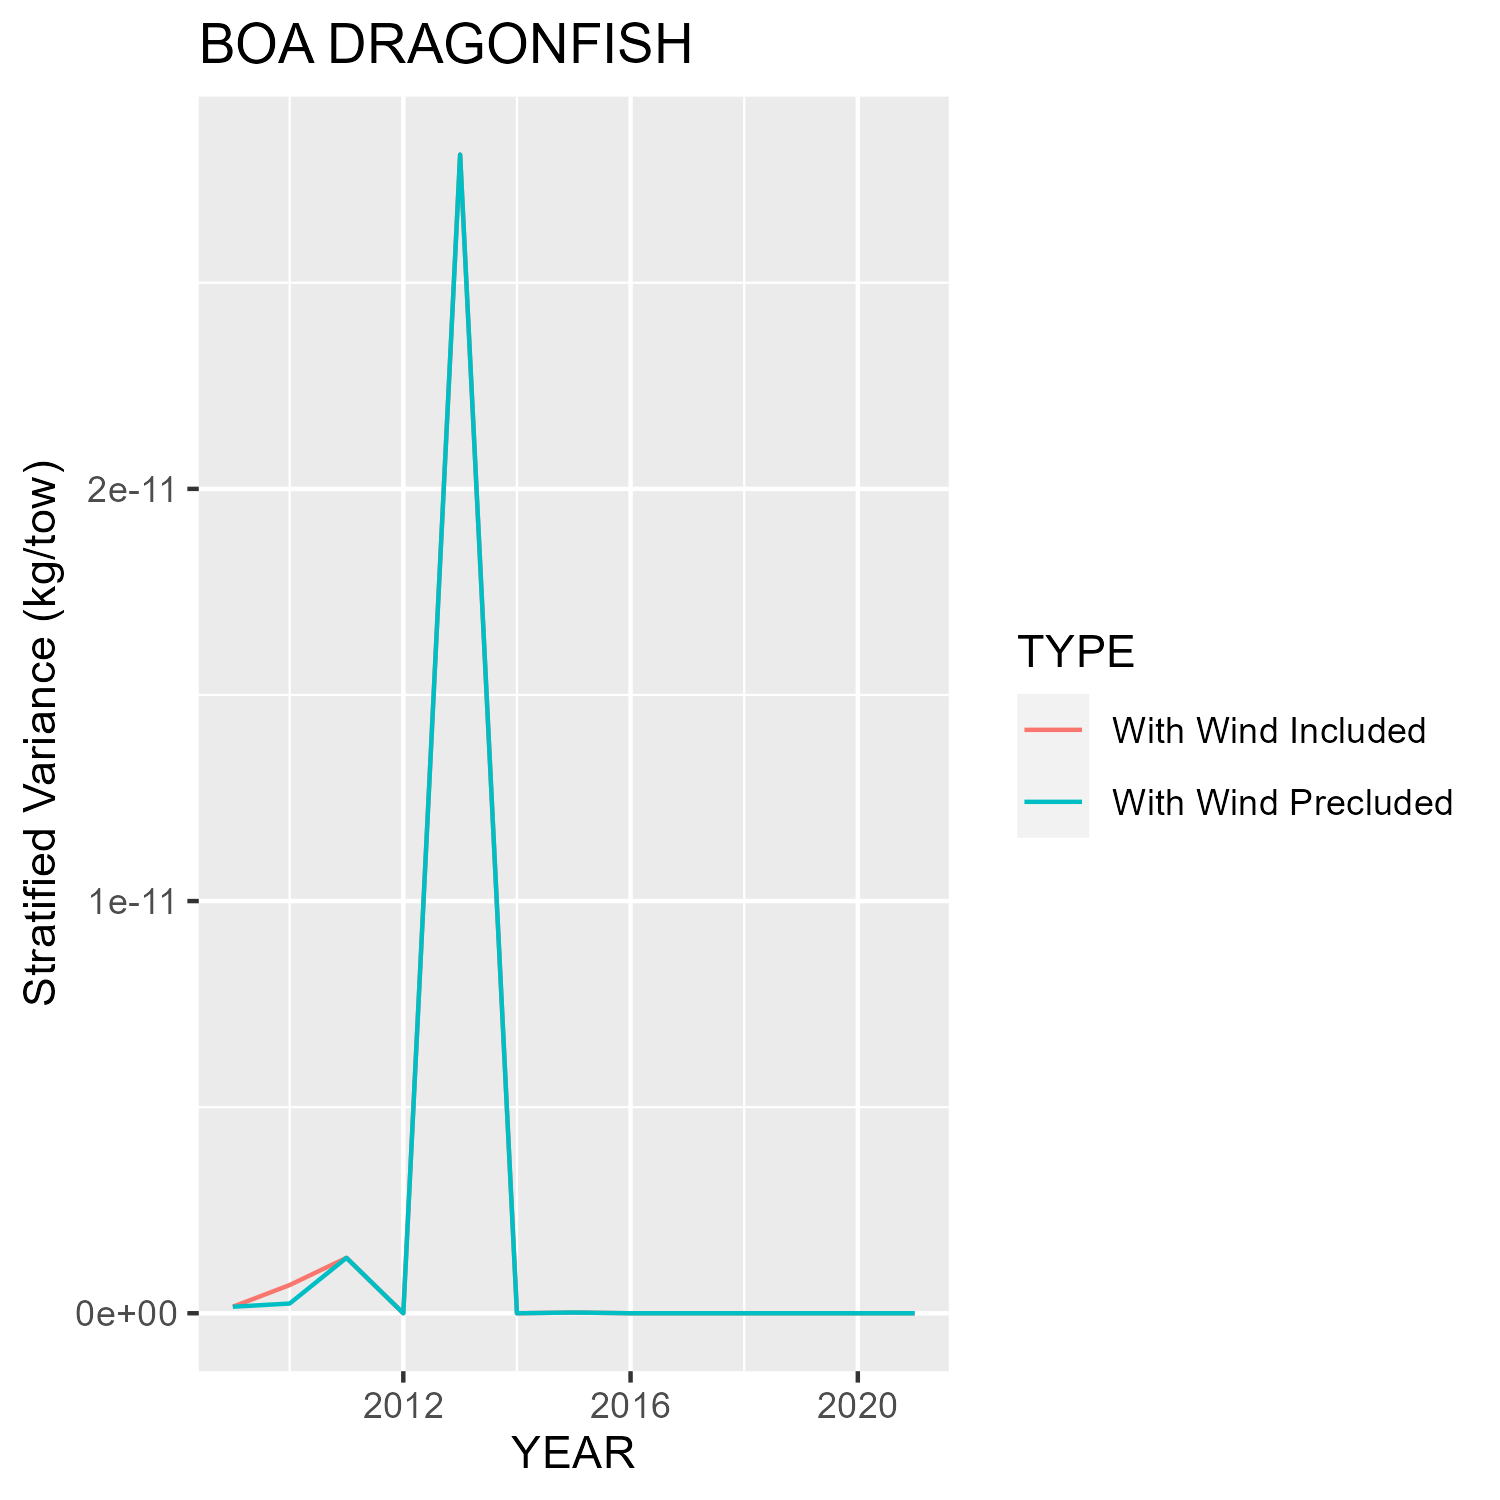 BOA DRAGONFISH
Stratified Variance (kg/tow)
2e-11
1e-11
0e+00
2012
2016
2020
YEAR
TYPE
With Wind Included
With Wind Precluded